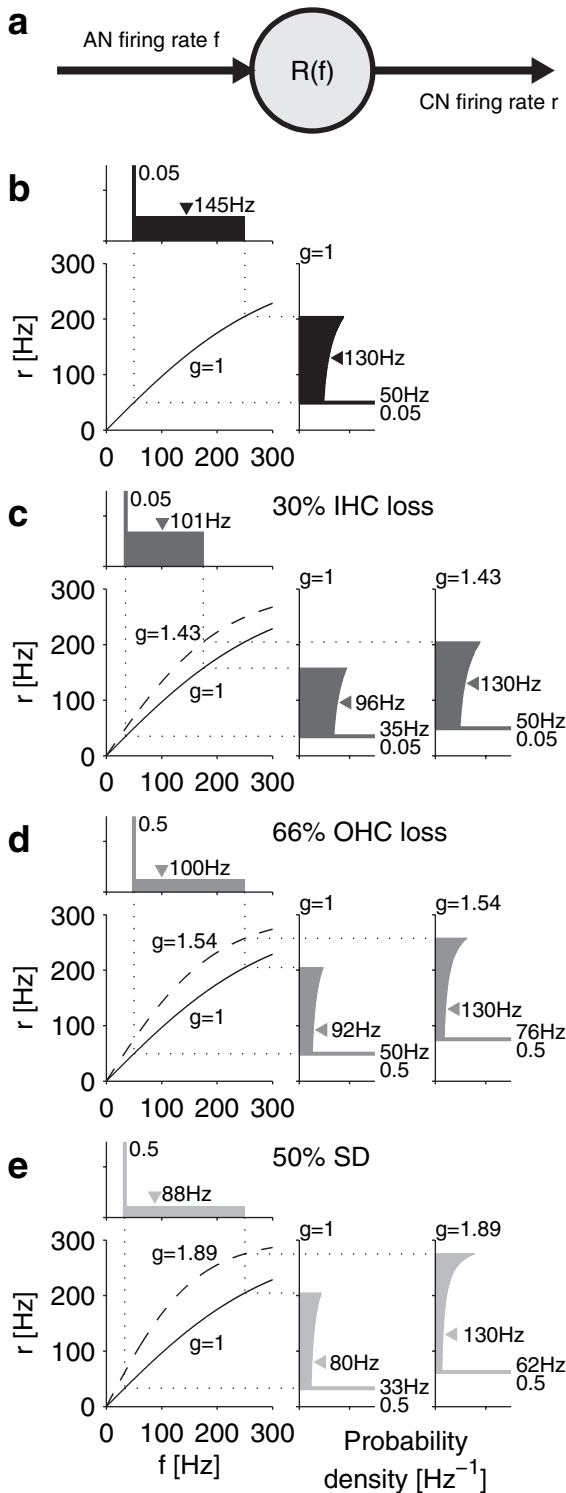 a
AN firing rate f
R(f)
CN firing rate r
b
0.05
145Hz
g=1
300
200
100
0
r [Hz]
g=1
130Hz
50Hz
0.05
0 100 200 300
c
0.05
101Hz
30% IHC loss
g=1
g=1.43
300
200
100
0
r [Hz]
g=1.43
g=1
96Hz
35Hz
0.05
130Hz
50Hz
0.05
0 100 200 300
d
0.5
100Hz
66% OHC loss
g=1
g=1.54
300
200
100
0
r [Hz]
g=1.54
g=1
92Hz
50Hz
0.5
130Hz
76Hz
0.5
0 100 200 300
e
0.5
88Hz
50% SD
g=1
g=1.89
300
200
100
0
r [Hz]
g=1.89
g=1
80Hz
33Hz
0.5
130Hz
62Hz
0.5
0 100 200 300
f [Hz]
Probability
density [Hz⁻¹]